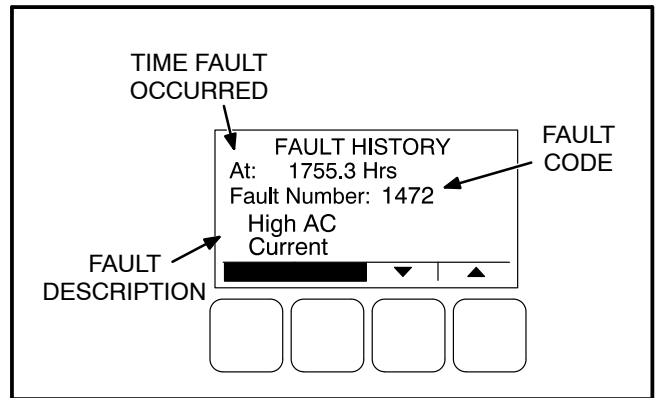 TIME FAULT
OCCURRED
FAULT HISTORY
At: 1755.3 Hrs
Fault Number: 1472
High AC
Current
FAULT
CODE
FAULT
DESCRIPTION